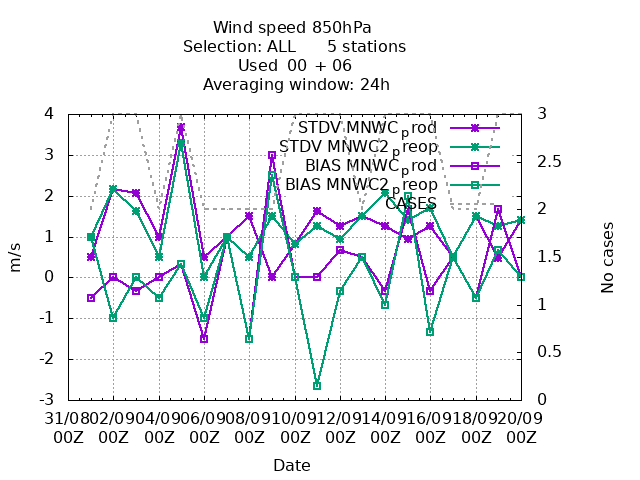 Wind speed 850hPa
Selection: ALL      5 stations
Used  00 + 06
Averaging window: 24h
4
3
2
1
0
-1
-2
-3
m/s
3
2.5
2
1.5
1
0.5
0
No cases
STDV MNWC_prod
STDV MNWC2_preop
BIAS MNWC_prod
BIAS MNWC2_preop
CASES
31/08 02/09 04/09 06/09 08/09 10/09 12/09 14/09 16/09 18/09 20/09
00Z 00Z 00Z 00Z 00Z 00Z 00Z 00Z 00Z 00Z 00Z
Date